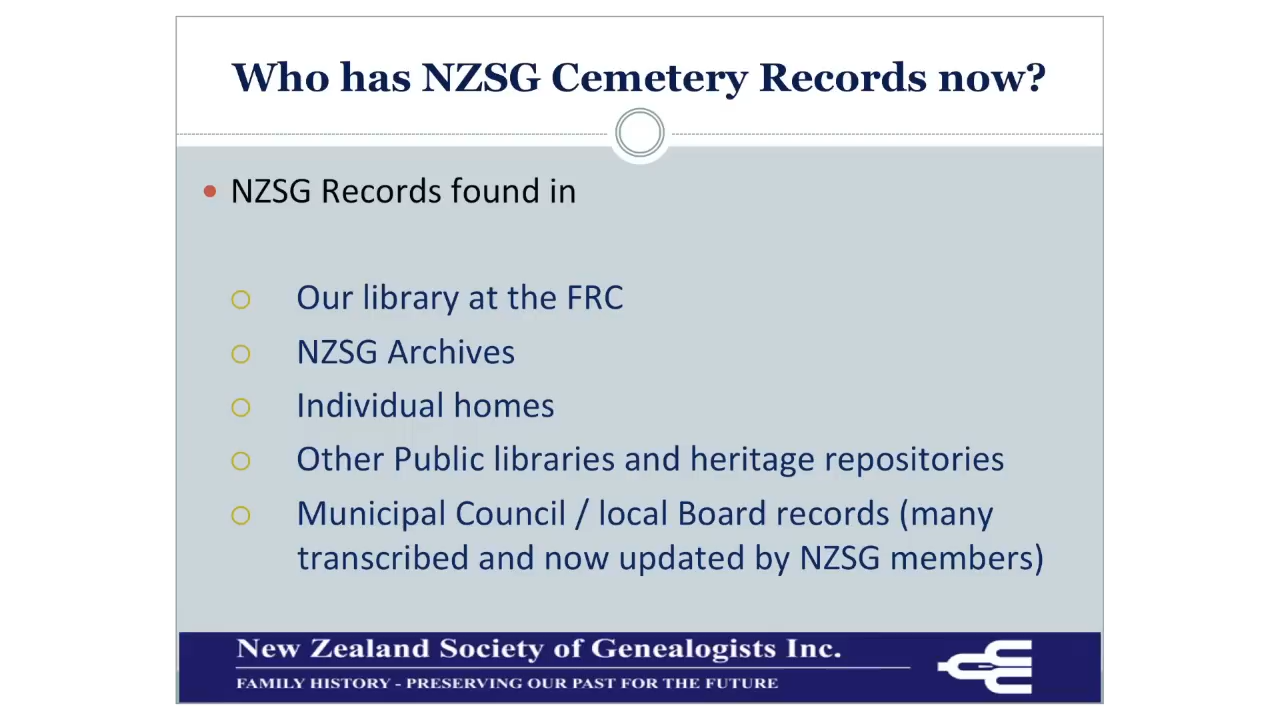 Who has NZSG Cemetery Records now?
NZSG Records found in
Our library at the FRC
NZSG Archives
Individual homes
Other Public libraries and heritage repositories
Municipal Council / local Board records (many
transcribed and now updated by NZSG members)
New Zealand Society of Genealogists Inc.
FAMILY HISTORY - PRESERVING OUR PAST FOR THE FUTURE